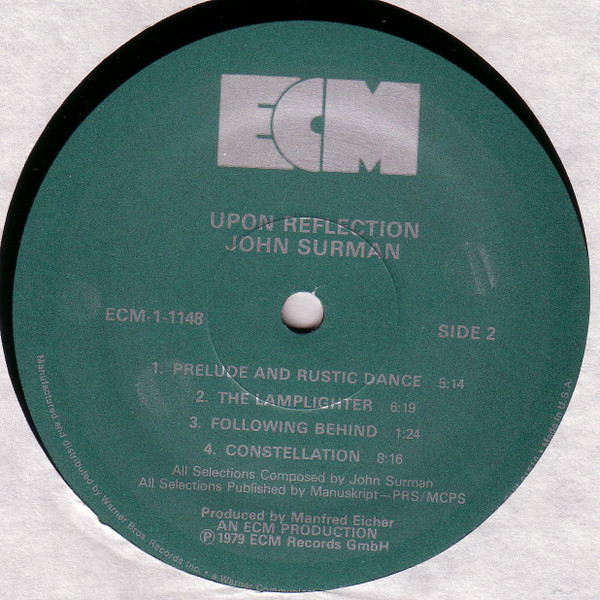 ECM
UPON REFLECTION
JOHN SURMAN
ECM-1-1148
SIDE 2
1. PRELUDE AND RUSTIC DANCE 5:14
2. THE LAMPLIGHTER 6:19
3. FOLLOWING BEHIND 1:24
4. CONSTELLATION 8:16
All Selections Composed by John Surman
All Selections Published by Manuskript—PRS/MCPS
Produced by Manfred Eicher
AN ECM PRODUCTION
Ⓟ 1979 ECM Records GmbH
Manufactured and distributed by Warner Bros. Records Inc. • a Warner Made in U.S.A.